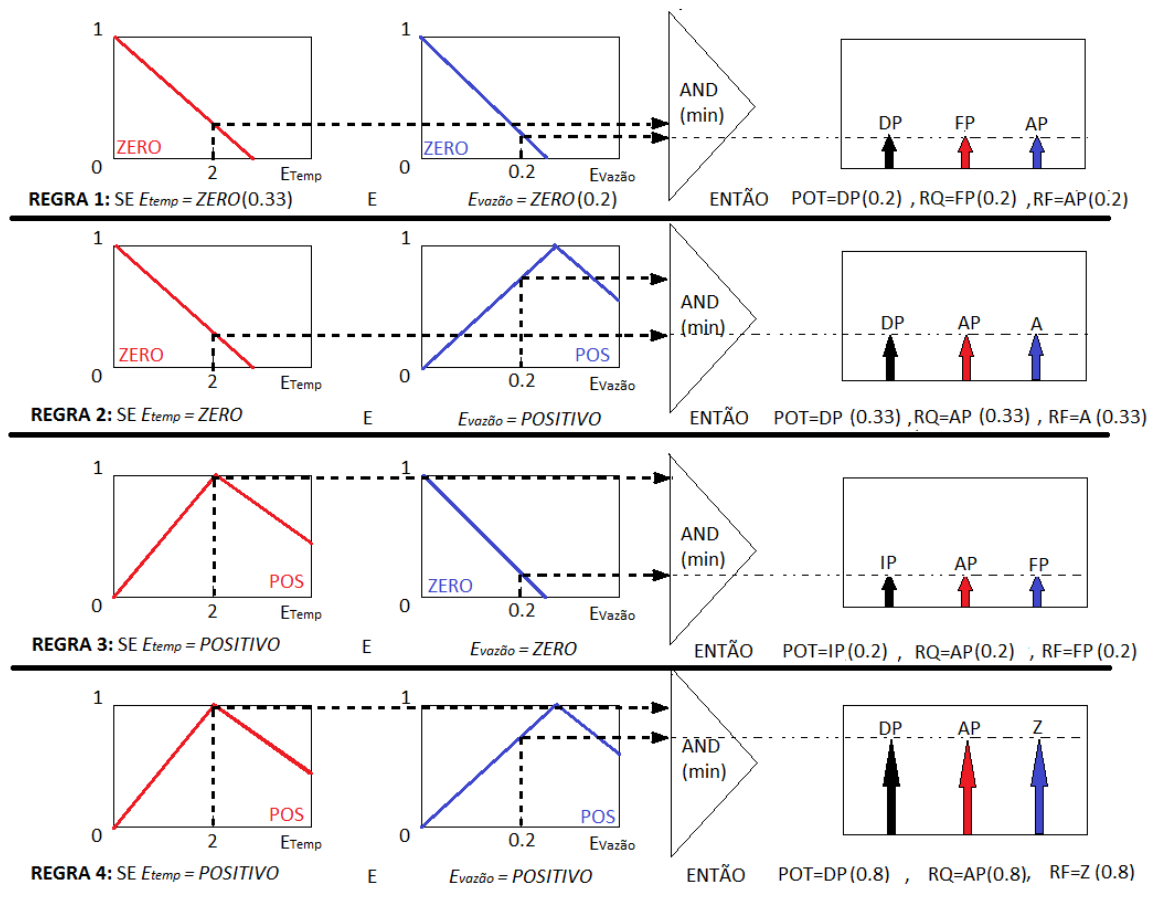 1 1
AND
(min)
DP FP AP
ZERO ZERO
0 0
2 ETemp 0.2 EVazão
REGRA 1: SE Etemp = ZERO(0.33) E Evazão = ZERO(0.2) ENTÃO POT=DP(0.2) , RQ=FP(0.2) , RF=AP(0.2)
1 1
AND
(min)
DP AP A
ZERO POS
0 0
2 ETemp 0.2 EVazão
REGRA 2: SE Etemp = ZERO E Evazão = POSITIVO ENTÃO POT=DP (0.33) ,RQ=AP (0.33) , RF=A (0.33)
1 1
AND
(min)
IP AP FP
POS ZERO
0 0
2 ETemp 0.2 EVazão
REGRA 3: SE Etemp = POSITIVO E Evazão = ZERO ENTÃO POT=IP(0.2) , RQ=AP(0.2) , RF=FP (0.2)
1 1
DP AP Z
AND
(min)
POS POS
0 0
2 ETemp 0.2 EVazão
REGRA 4: SE Etemp = POSITIVO E Evazão = POSITIVO ENTÃO POT=DP(0.8) , RQ=AP(0.8), RF=Z (0.8)